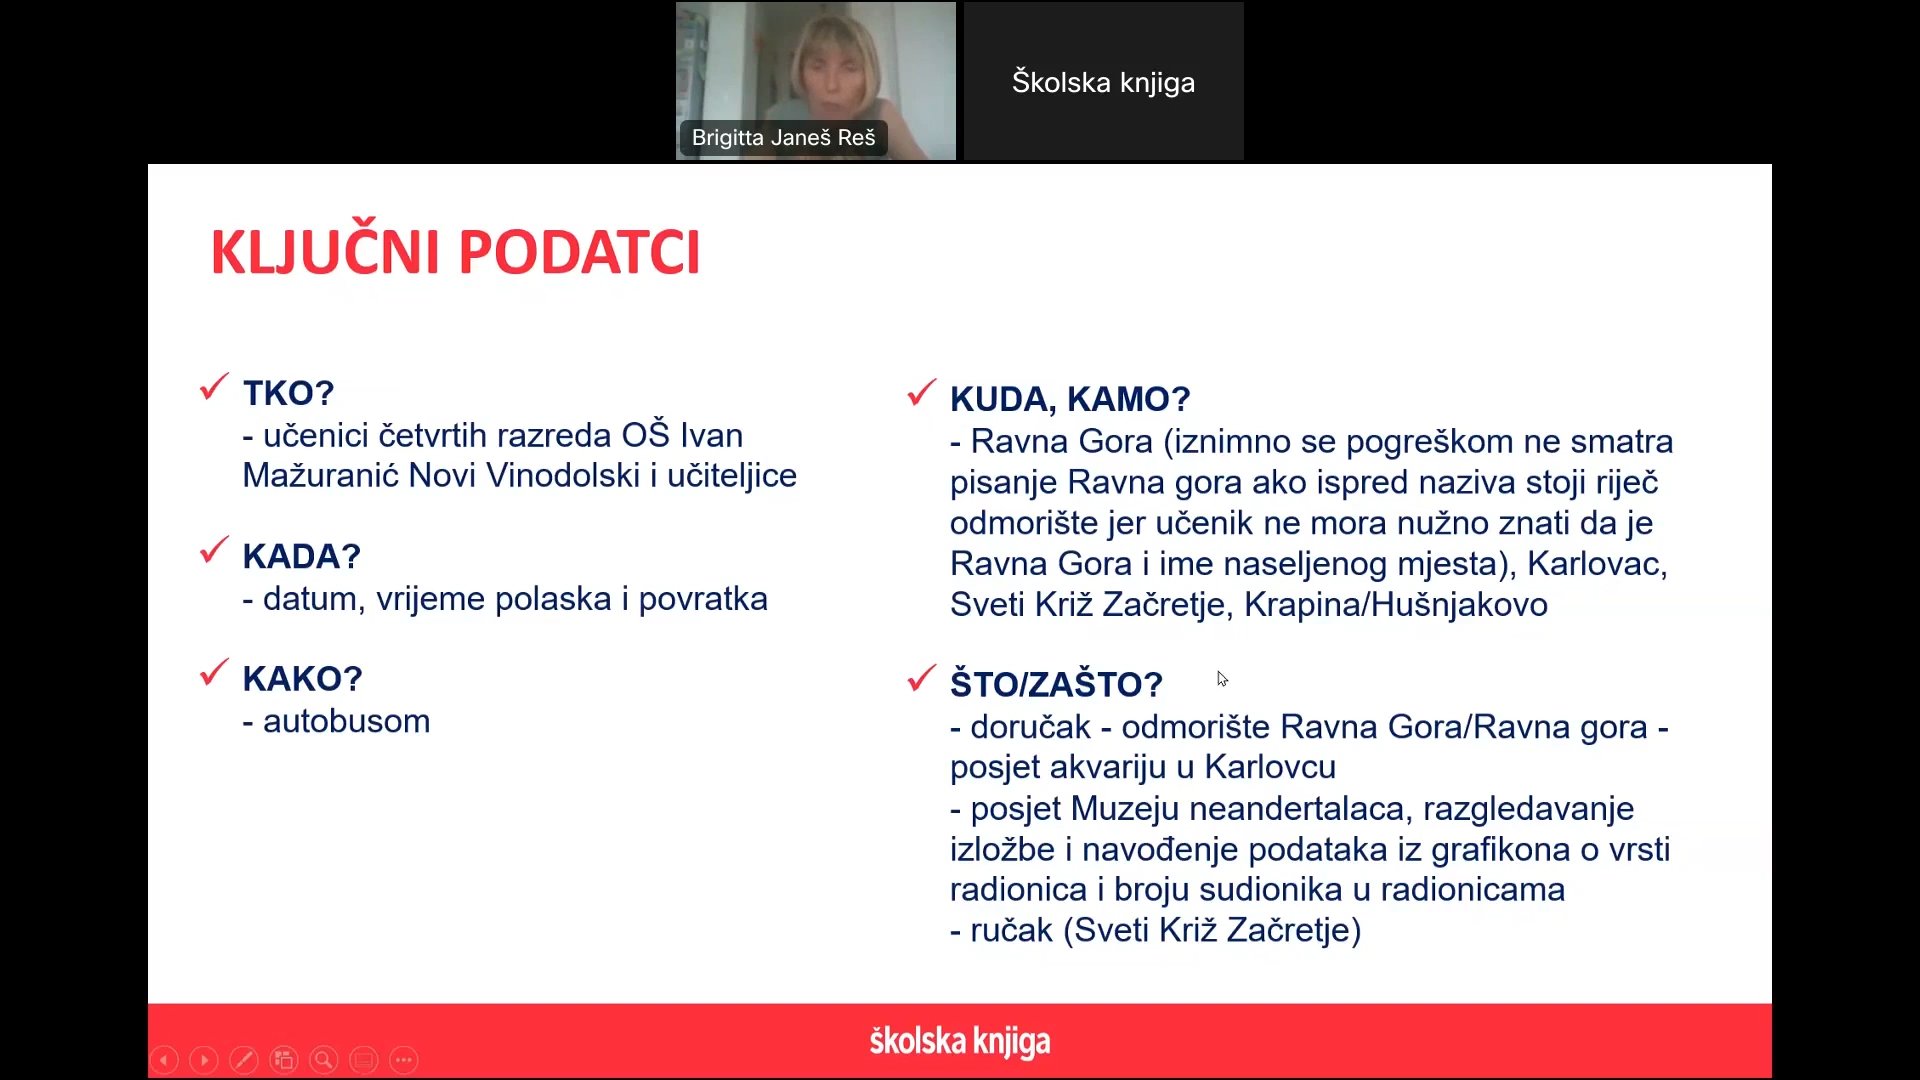 Brigitta Janeš Reš
Školska knjiga
KLJUČNI PODATCI
TKO?
- učenici četvrtih razreda OŠ Ivan
Mažuranić Novi Vinodolski i učiteljice
KADA?
- datum, vrijeme polaska i povratka
KAKO?
- autobusom
KUDA, KAMO?
- Ravna Gora (iznimno se pogreškom ne smatra
pisanje Ravna gora ako ispred naziva stoji riječ
odmorište jer učenik ne mora nužno znati da je
Ravna Gora i ime naseljenog mjesta), Karlovac,
Sveti Križ Začretje, Krapina/Hušnjakovo
ŠTO/ZAŠTO?
- doručak - odmorište Ravna Gora/Ravna gora -
posjet akvariju u Karlovcu
- posjet Muzeju neandertalaca, razgledavanje
izložbe i navođenje podataka iz grafikona o vrsti
radionica i broju sudionika u radionicama
- ručak (Sveti Križ Začretje)
školska knjiga